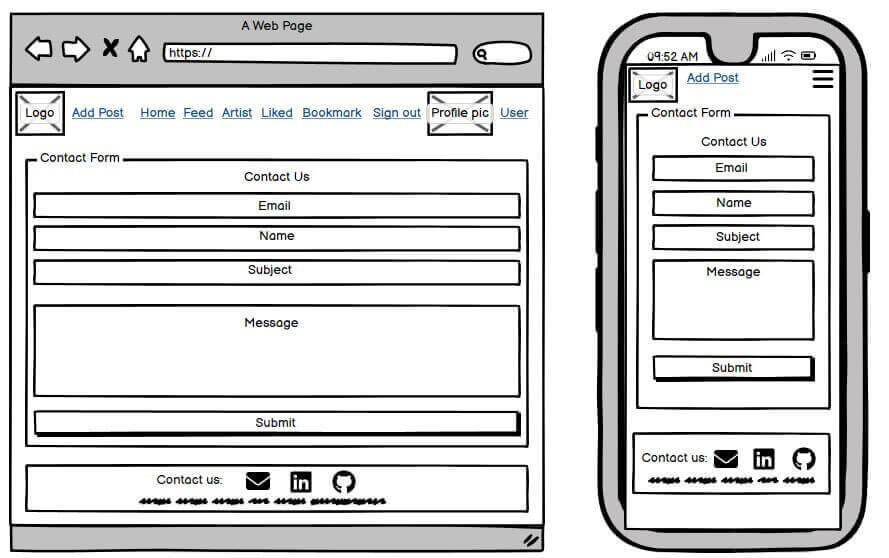 A Web Page
https://
Logo Add Post Home Feed Artist Liked Bookmark Sign out Profile pic User
Contact Form
Contact Us
Email
Name
Subject
Message
Submit
Contact us: in
09:52 AM
Logo Add Post
Contact Form
Contact Us
Email
Name
Subject
Message
Submit
Contact us: in